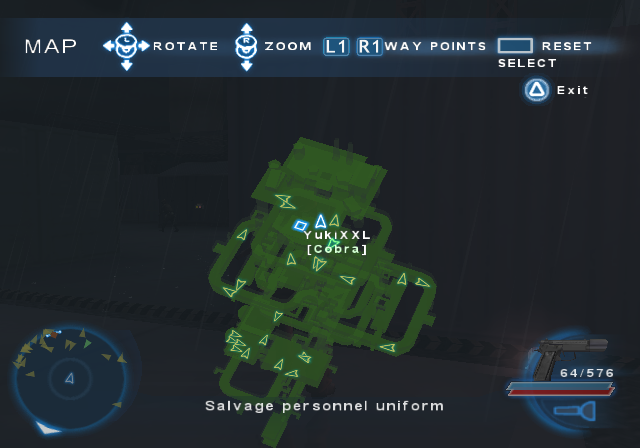 MAP L ROTATE R ZOOM L1 R1 WAY POINTS RESET
SELECT
Exit
YukiXXL
[Cobra]
64/576
Salvage personnel uniform